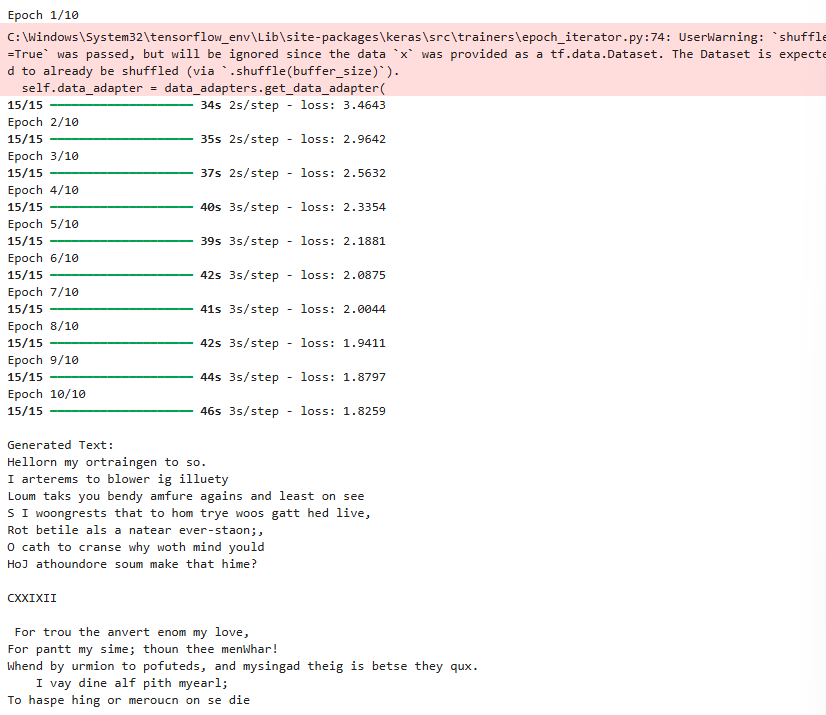 Epoch 1/10
C:\Windows\System32\tensorflow_env\Lib\site-packages\keras\src\trainers\epoch_iterator.py:74: UserWarning: `shuffle
=True` was passed, but will be ignored since the data `x` was provided as a tf.data.Dataset. The Dataset is expecte
d to already be shuffled (via `.shuffle(buffer_size)`).
  self.data_adapter = data_adapters.get_data_adapter(
15/15 ━━━━━━━━━━━━━━━━━━━━ 34s 2s/step - loss: 3.4643
Epoch 2/10
15/15 ━━━━━━━━━━━━━━━━━━━━ 35s 2s/step - loss: 2.9642
Epoch 3/10
15/15 ━━━━━━━━━━━━━━━━━━━━ 37s 2s/step - loss: 2.5632
Epoch 4/10
15/15 ━━━━━━━━━━━━━━━━━━━━ 40s 3s/step - loss: 2.3354
Epoch 5/10
15/15 ━━━━━━━━━━━━━━━━━━━━ 39s 3s/step - loss: 2.1881
Epoch 6/10
15/15 ━━━━━━━━━━━━━━━━━━━━ 42s 3s/step - loss: 2.0875
Epoch 7/10
15/15 ━━━━━━━━━━━━━━━━━━━━ 41s 3s/step - loss: 2.0044
Epoch 8/10
15/15 ━━━━━━━━━━━━━━━━━━━━ 42s 3s/step - loss: 1.9411
Epoch 9/10
15/15 ━━━━━━━━━━━━━━━━━━━━ 44s 3s/step - loss: 1.8797
Epoch 10/10
15/15 ━━━━━━━━━━━━━━━━━━━━ 46s 3s/step - loss: 1.8259

Generated Text:
Hellorn my ortraingen to so.
I arterems to blower ig illuety
Loum taks you bendy amfure agains and least on see
S I woongrests that to hom trye woos gatt hed live,
Rot betile als a natear ever-staon;,
O cath to cranse why woth mind yould
HoJ athoundore soum make that hime?

CXXIXII

 For trou the anvert enom my love,
For pantt my sime; thoun thee menWhar!
Whend by urmion to pofuteds, and mysingad theig is betse they qux.
    I vay dine alf pith myearl;
To haspe hing or meroucn on se die